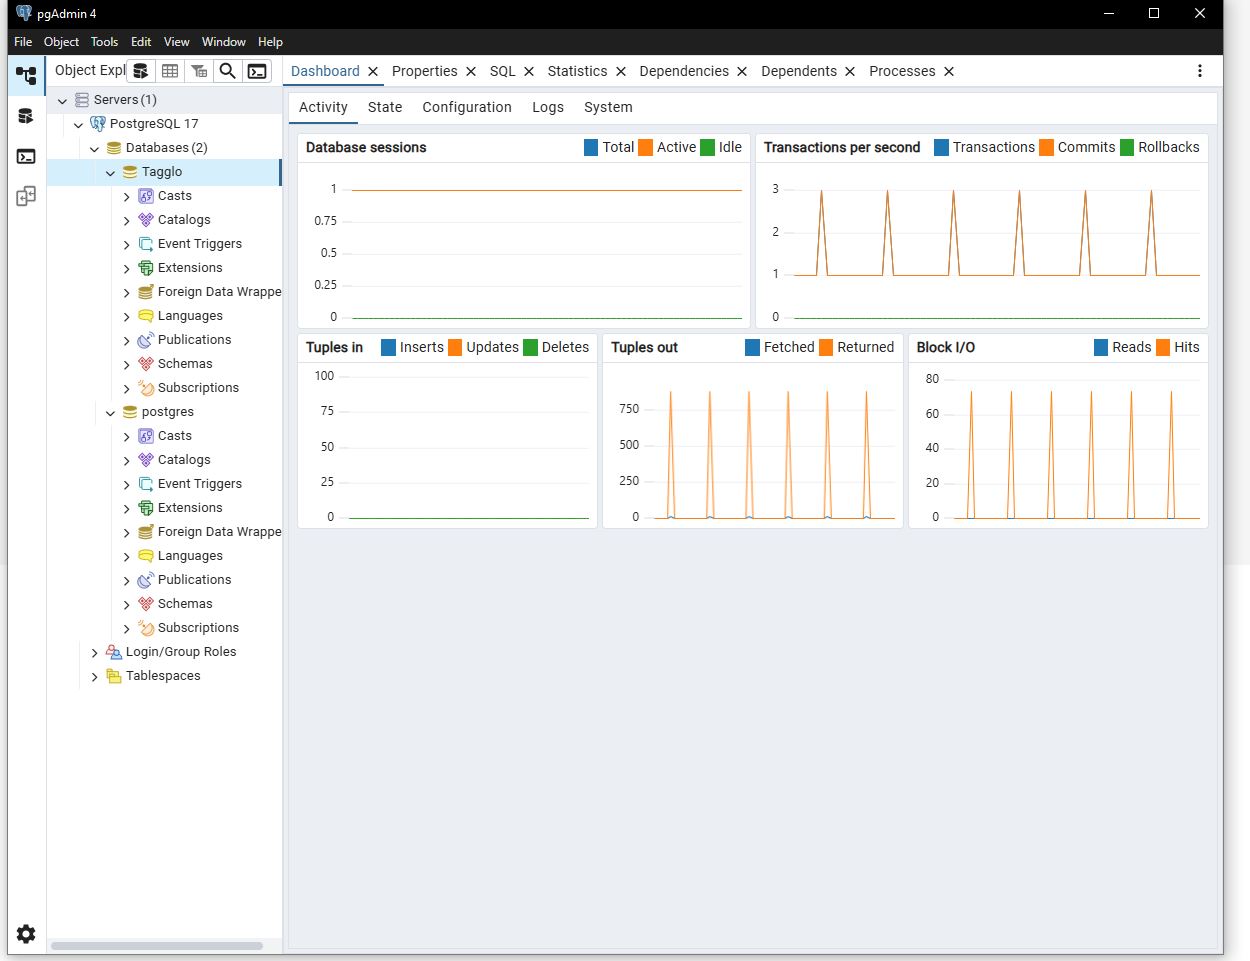 pgAdmin 4
File Object Tools Edit View Window Help
Object Expl
Dashboard Properties SQL Statistics Dependencies Dependents Processes
Servers (1)
PostgreSQL 17
Databases (2)
Tagglo
Casts
Catalogs
Event Triggers
Extensions
Foreign Data Wrappe
Languages
Publications
Schemas
Subscriptions
postgres
Casts
Catalogs
Event Triggers
Extensions
Foreign Data Wrappe
Languages
Publications
Schemas
Subscriptions
Login/Group Roles
Tablespaces
Activity State Configuration Logs System
Database sessions Total Active Idle
1
0.75
0.5
0.25
0
Transactions per second Transactions Commits Rollbacks
3
2
1
0
Tuples in Inserts Updates Deletes
100
75
50
25
0
Tuples out Fetched Returned
750
500
250
0
Block I/O Reads Hits
80
60
40
20
0